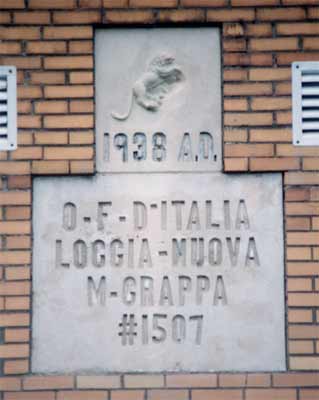 1938 A.D.
O-F-D'ITALIA
LOGGIA-NUOVA
M-GRAPPA
#1507